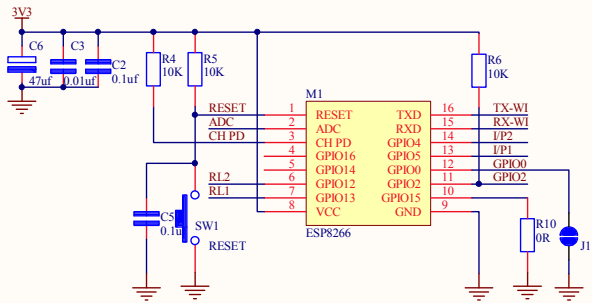 3V3
C6
47uf
C3
0.01uf
C2
0.1uf
R4
10K
R5
10K
R6
10K
M1
RESET 1 RESET TXD 16 TX-WI
ADC 2 ADC RXD 15 RX-WI
CH PD 3 CH PD GPIO4 14 I/P2
4 GPIO16 GPIO5 13 I/P1
5 GPIO14 GPIO0 12 GPIO0
RL2 6 GPIO12 GPIO2 11 GPIO2
RL1 7 GPIO13 GPIO15 10
8 VCC GND 9
ESP8266
C5
0.1u
SW1
RESET
R10
0R
J1